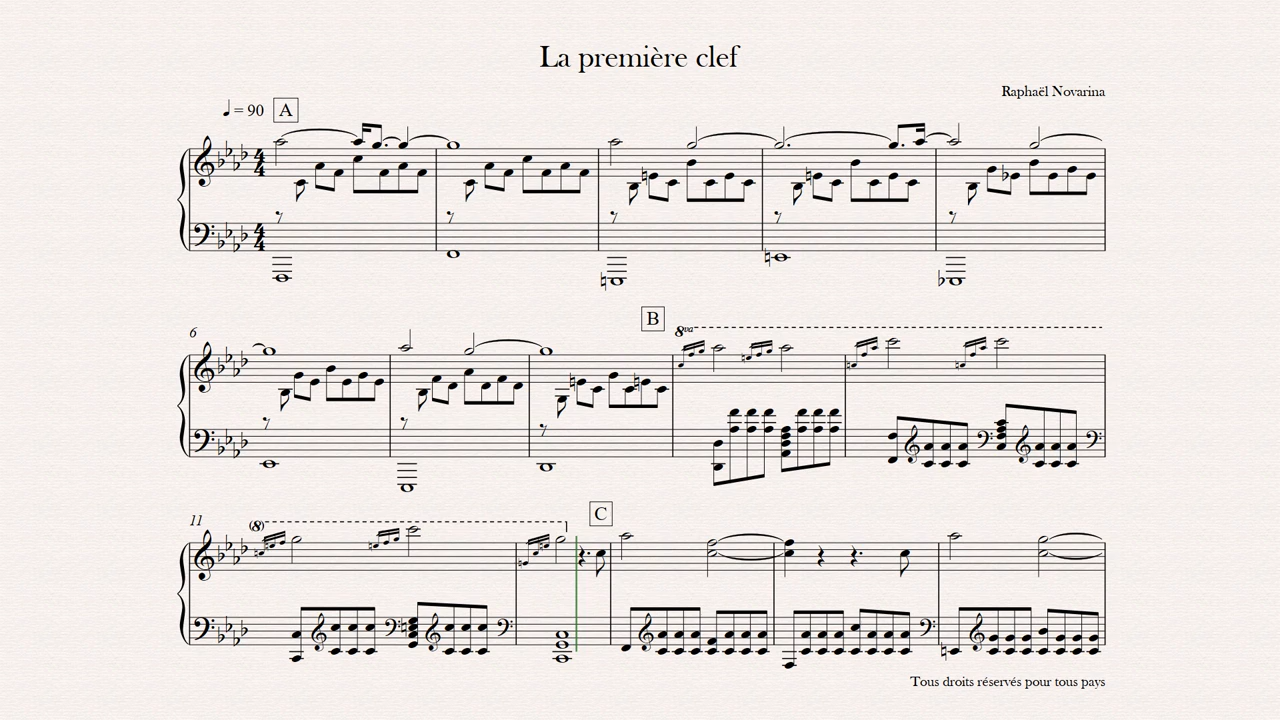 La première clef
Raphaël Novarina
♩ = 90 A
6
B
8va
11
(8)
C
Tous droits réservés pour tous pays